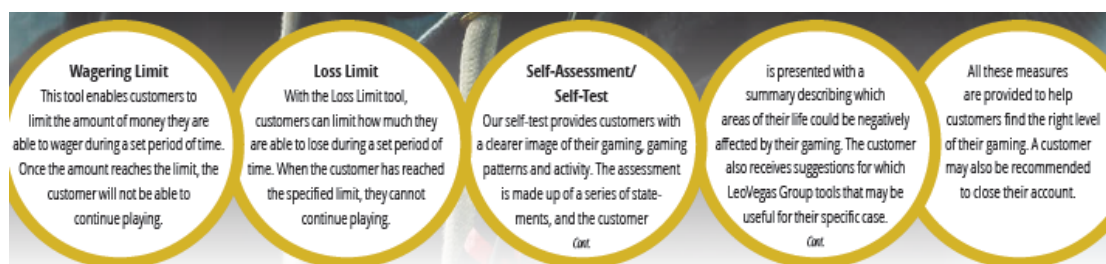 Wagering Limit
This tool enables customers to
limit the amount of money they are
able to wager during a set period of time.
Once the amount reaches the limit, the
customer will not be able to
continue playing.
Loss Limit
With the Loss Limit tool,
customers can limit how much they
are able to lose during a set period of
time. When the customer has reached
the specified limit, they cannot
continue playing.
Self-Assessment/
Self-Test
Our self-test provides customers with
a clearer image of their gaming, gaming
patterns and activity. The assessment
is made up of a series of state-
ments, and the customer
Cont.
is presented with a
summary describing which
areas of their life could be negatively
affected by their gaming. The customer
also receives suggestions for which
LeoVegas Group tools that may be
useful for their specific case.
Cont.
All these measures
are provided to help
customers find the right level
of their gaming. A customer
may also be recommended
to close their account.